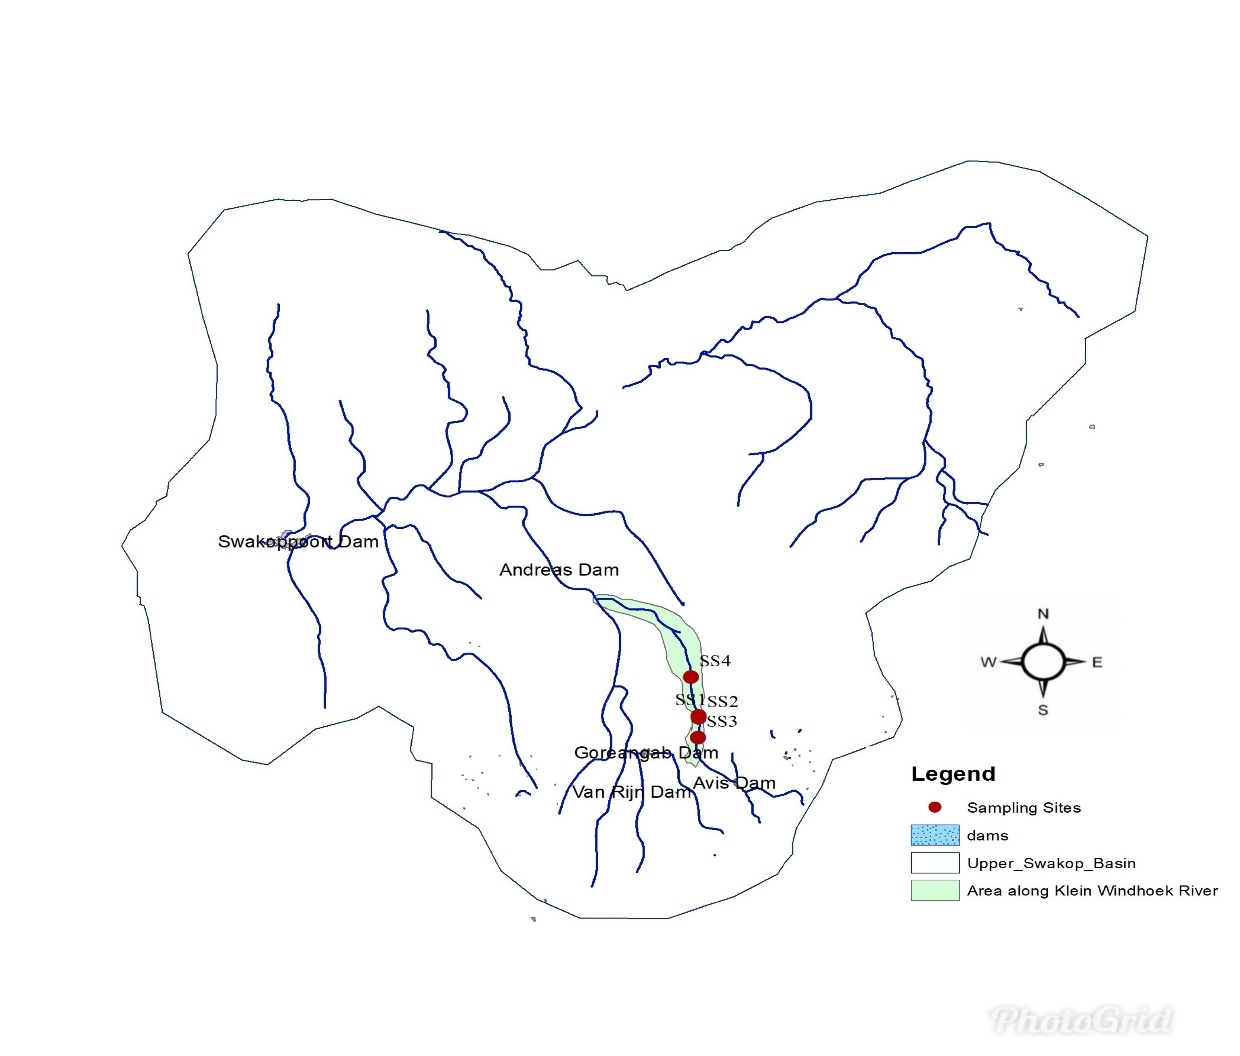 Swakoppoort Dam
Andreas Dam
SS4
SS1 SS2
SS3
Goreangab Dam
Avis Dam
Van Rijn Dam
N
W E
S
Legend
Sampling Sites
dams
Upper_Swakop_Basin
Area along Klein Windhoek River
PhotoGrid